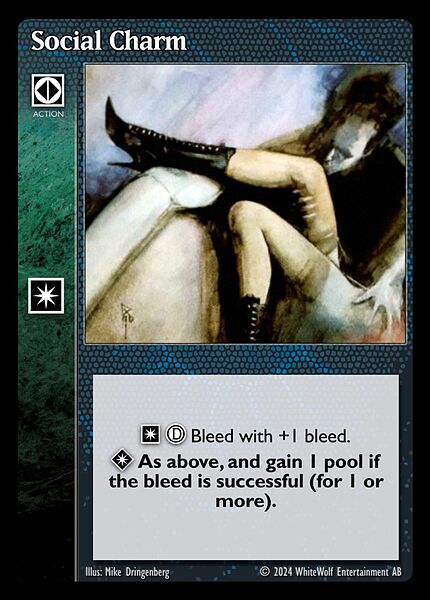 Social Charm
ACTION
D Bleed with +1 bleed.
As above, and gain 1 pool if
the bleed is successful (for 1 or
more).
Illus: Mike Dringenberg © 2024 WhiteWolf Entertainment AB